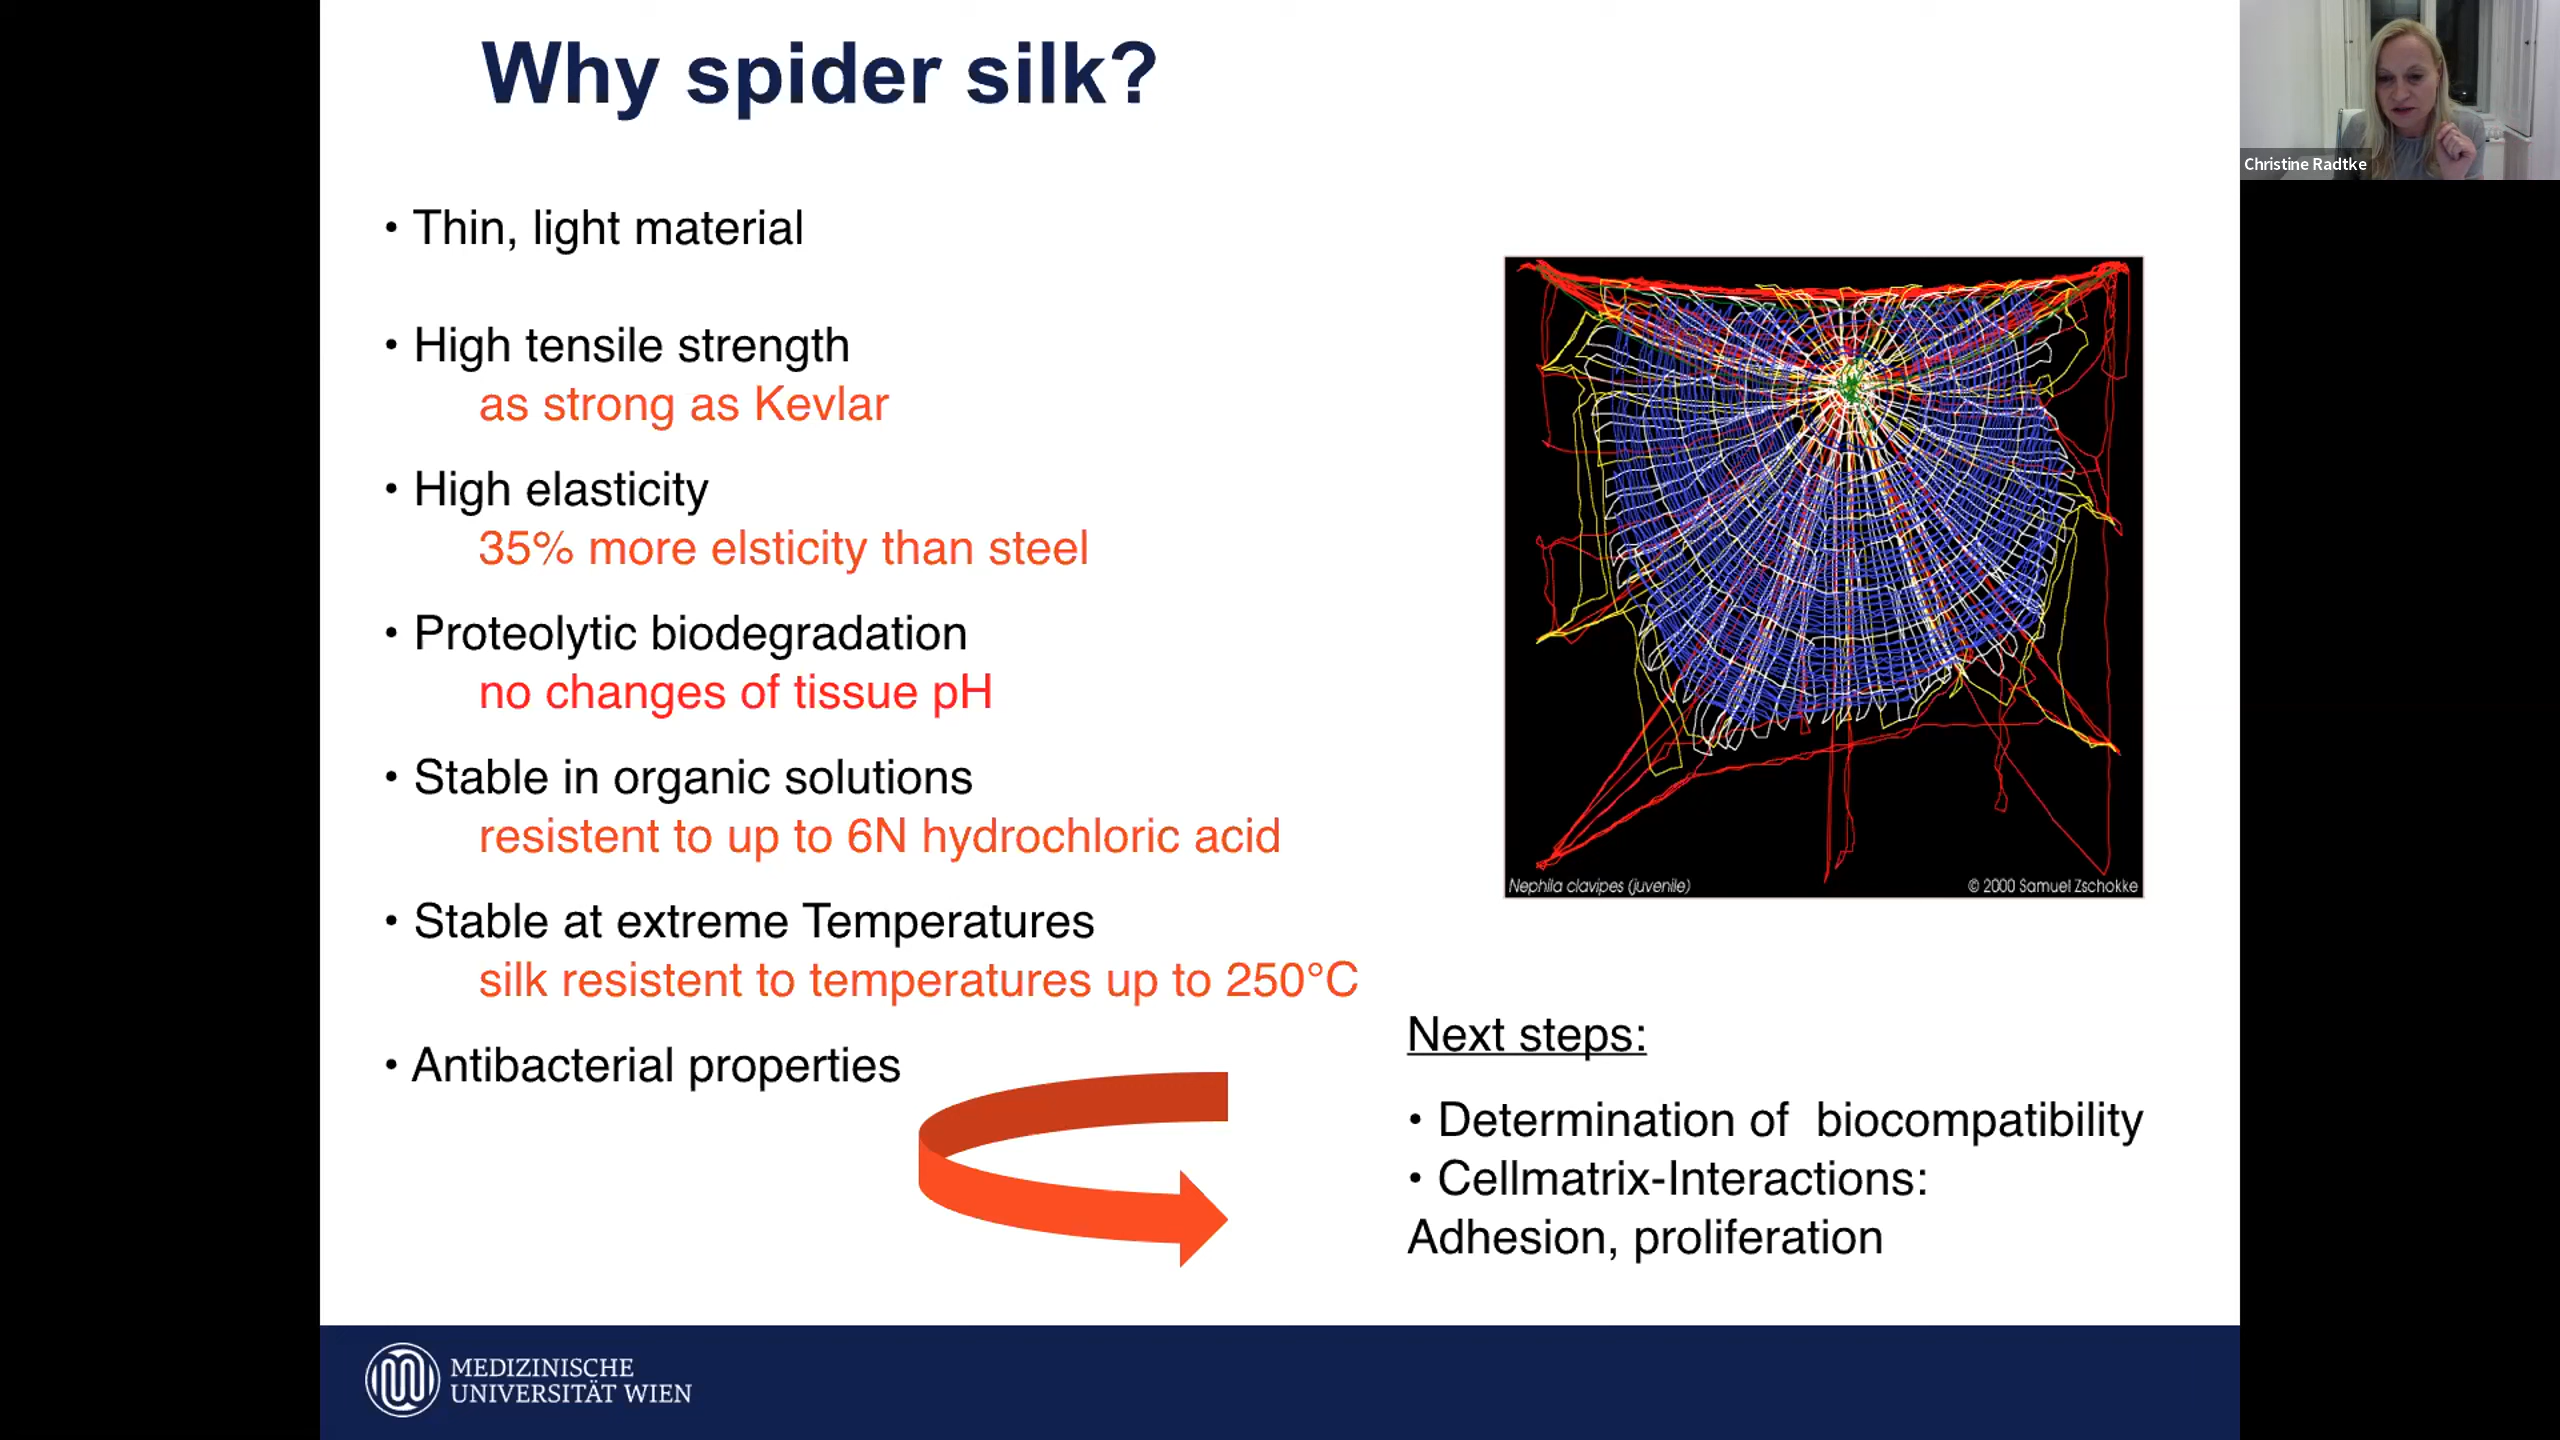 Why spider silk?
Christine Radtke
• Thin, light material
• High tensile strength
as strong as Kevlar
• High elasticity
35% more elsticity than steel
• Proteolytic biodegradation
no changes of tissue pH
• Stable in organic solutions
resistent to up to 6N hydrochloric acid
• Stable at extreme Temperatures
silk resistent to temperatures up to 250°C
• Antibacterial properties
Nephila clavipes (juvenile)
© 2000 Samuel Zschokke
Next steps:
• Determination of  biocompatibility
• Cellmatrix-Interactions:
Adhesion, proliferation
MEDIZINISCHE
UNIVERSITÄT WIEN